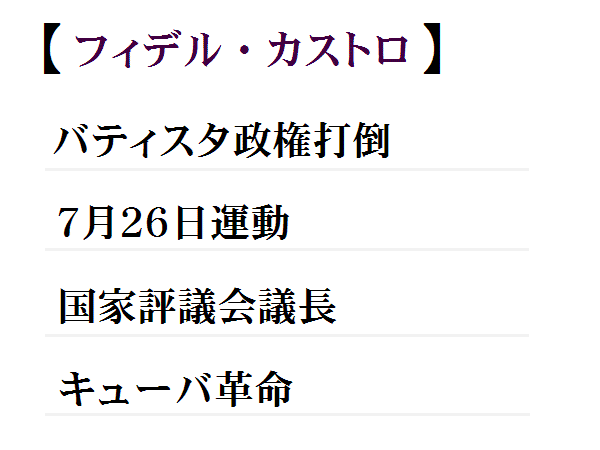 【フィデル・カストロ】
バティスタ政権打倒
7月26日運動
国家評議会議長
キューバ革命